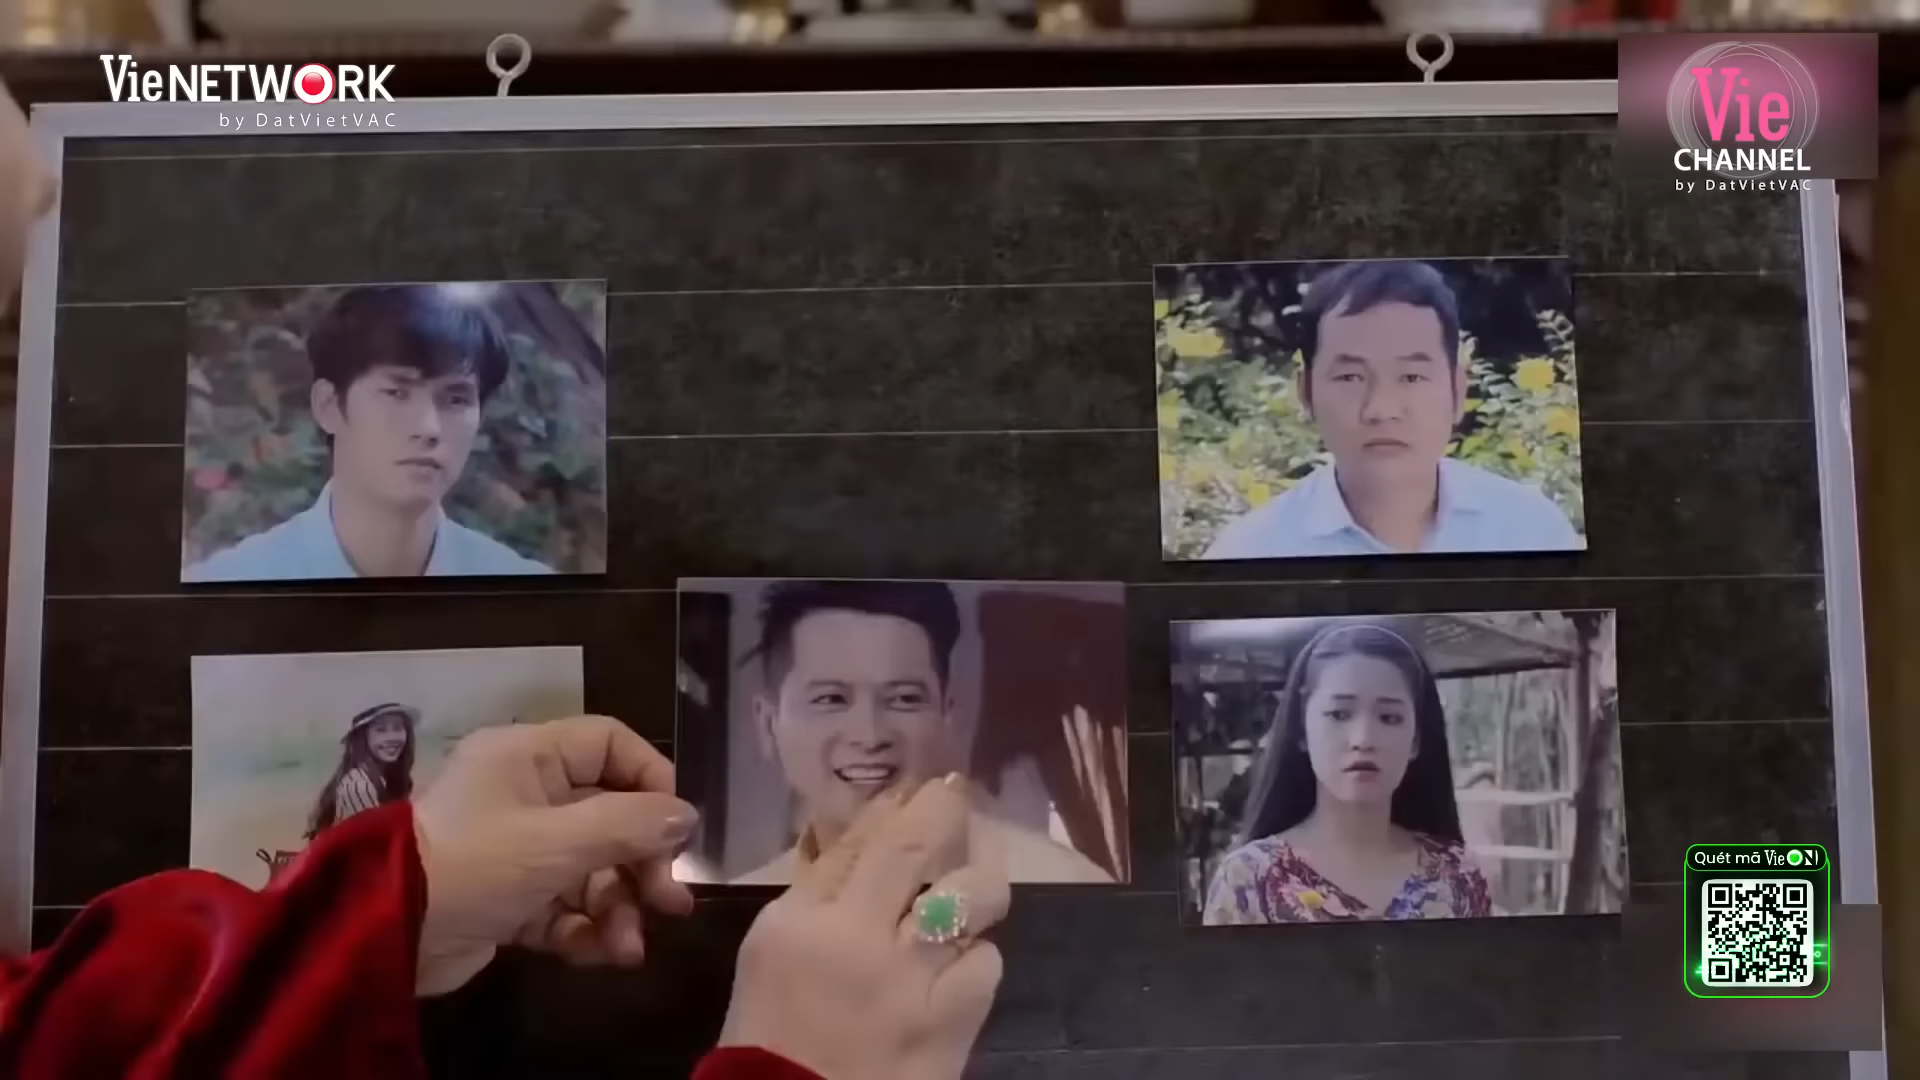 VieNETWORK
by DatVietVAC
Vie
CHANNEL
by DatVietVAC
Quét mã VieON